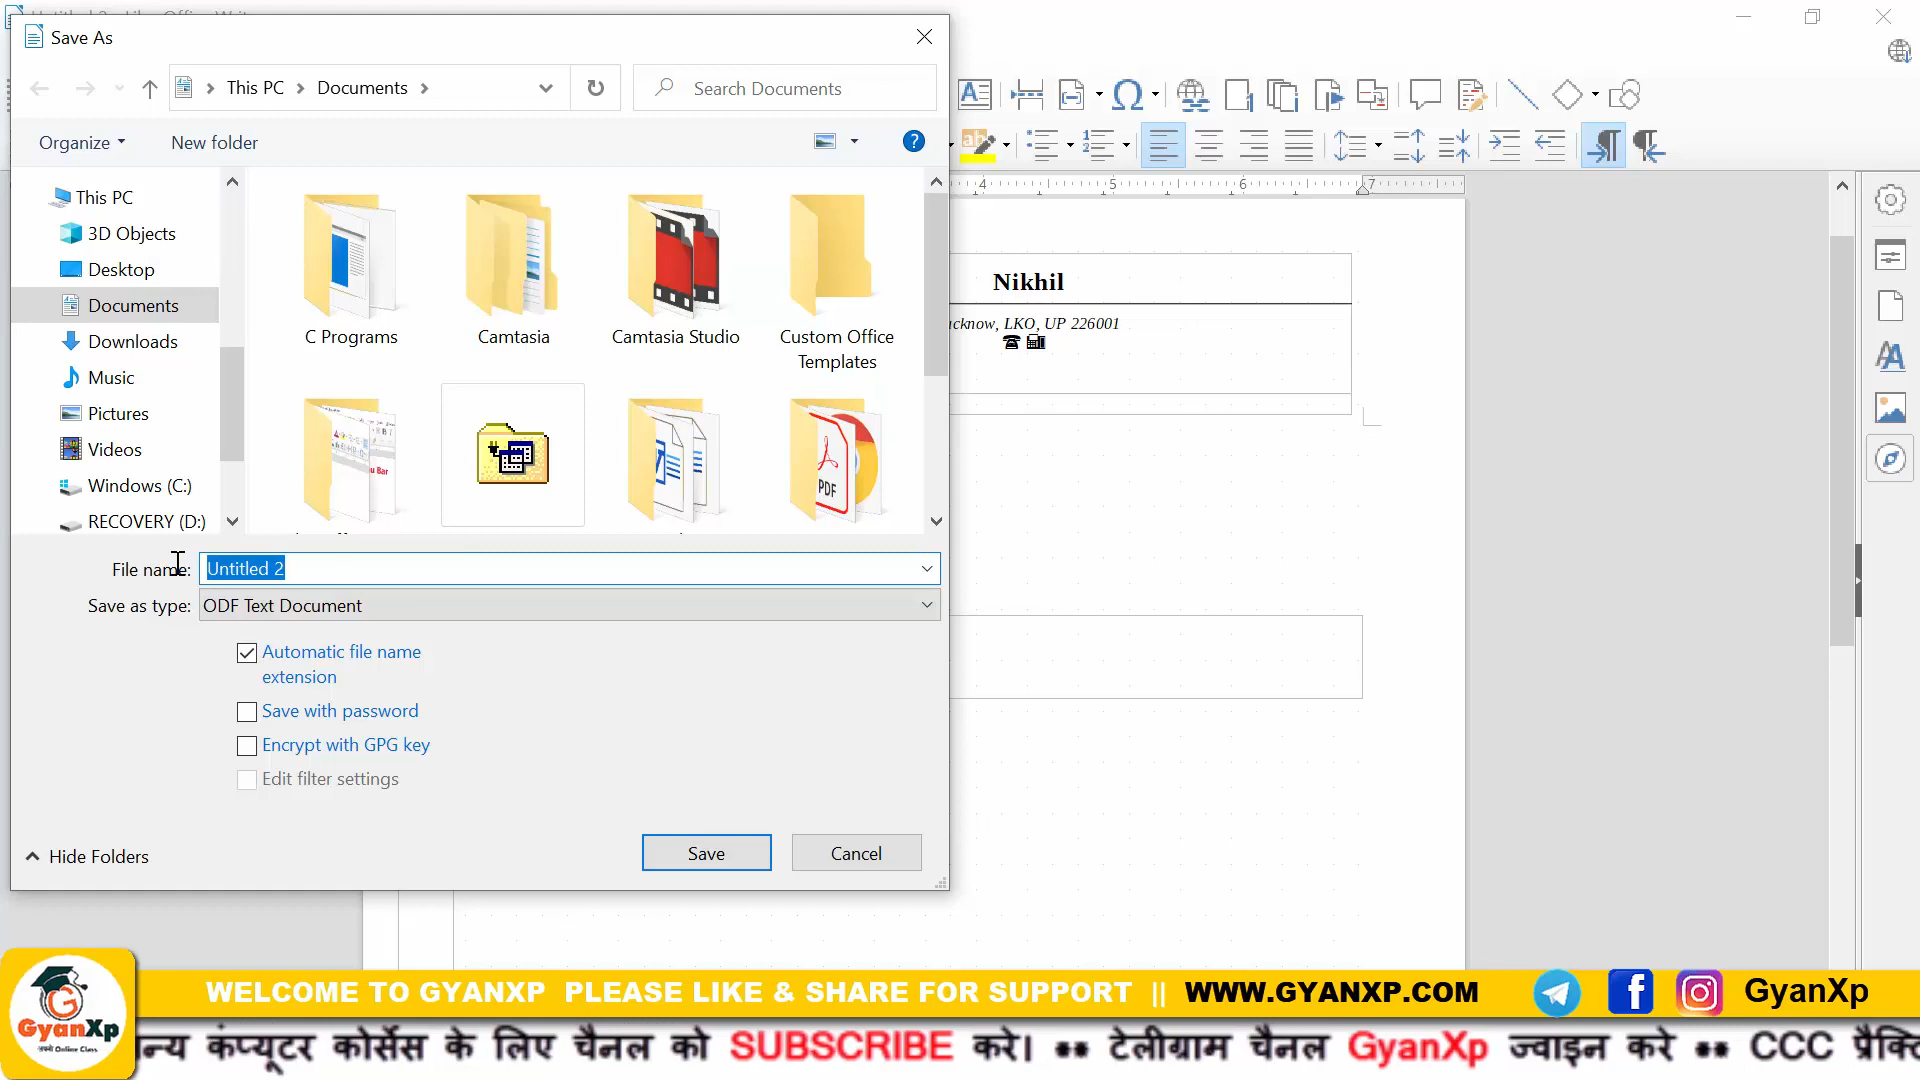 Save As
This PC
Documents
Search Documents
Organize
New folder
This PC
3D Objects
Desktop
Documents
Downloads
Music
Pictures
Videos
Windows (C:)
RECOVERY (D:)
C Programs
Camtasia
Camtasia Studio
Custom Office
Templates
PDF
File name:
Untitled 2
Save as type:
ODF Text Document
Automatic file name
extension
Save with password
Encrypt with GPG key
Edit filter settings
Hide Folders
Save
Cancel
4
5
6
7
Nikhil
cknow, LKO, UP 226001
WELCOME TO GYANXP PLEASE LIKE & SHARE FOR SUPPORT || WWW.GYANXP.COM
GyanXp
GyanXp
न्य कंप्यूटर कोर्सेस के लिए चैनल को SUBSCRIBE करे। ** टेलीग्राम चैनल GyanXp ज्वाइन करे ** CCC